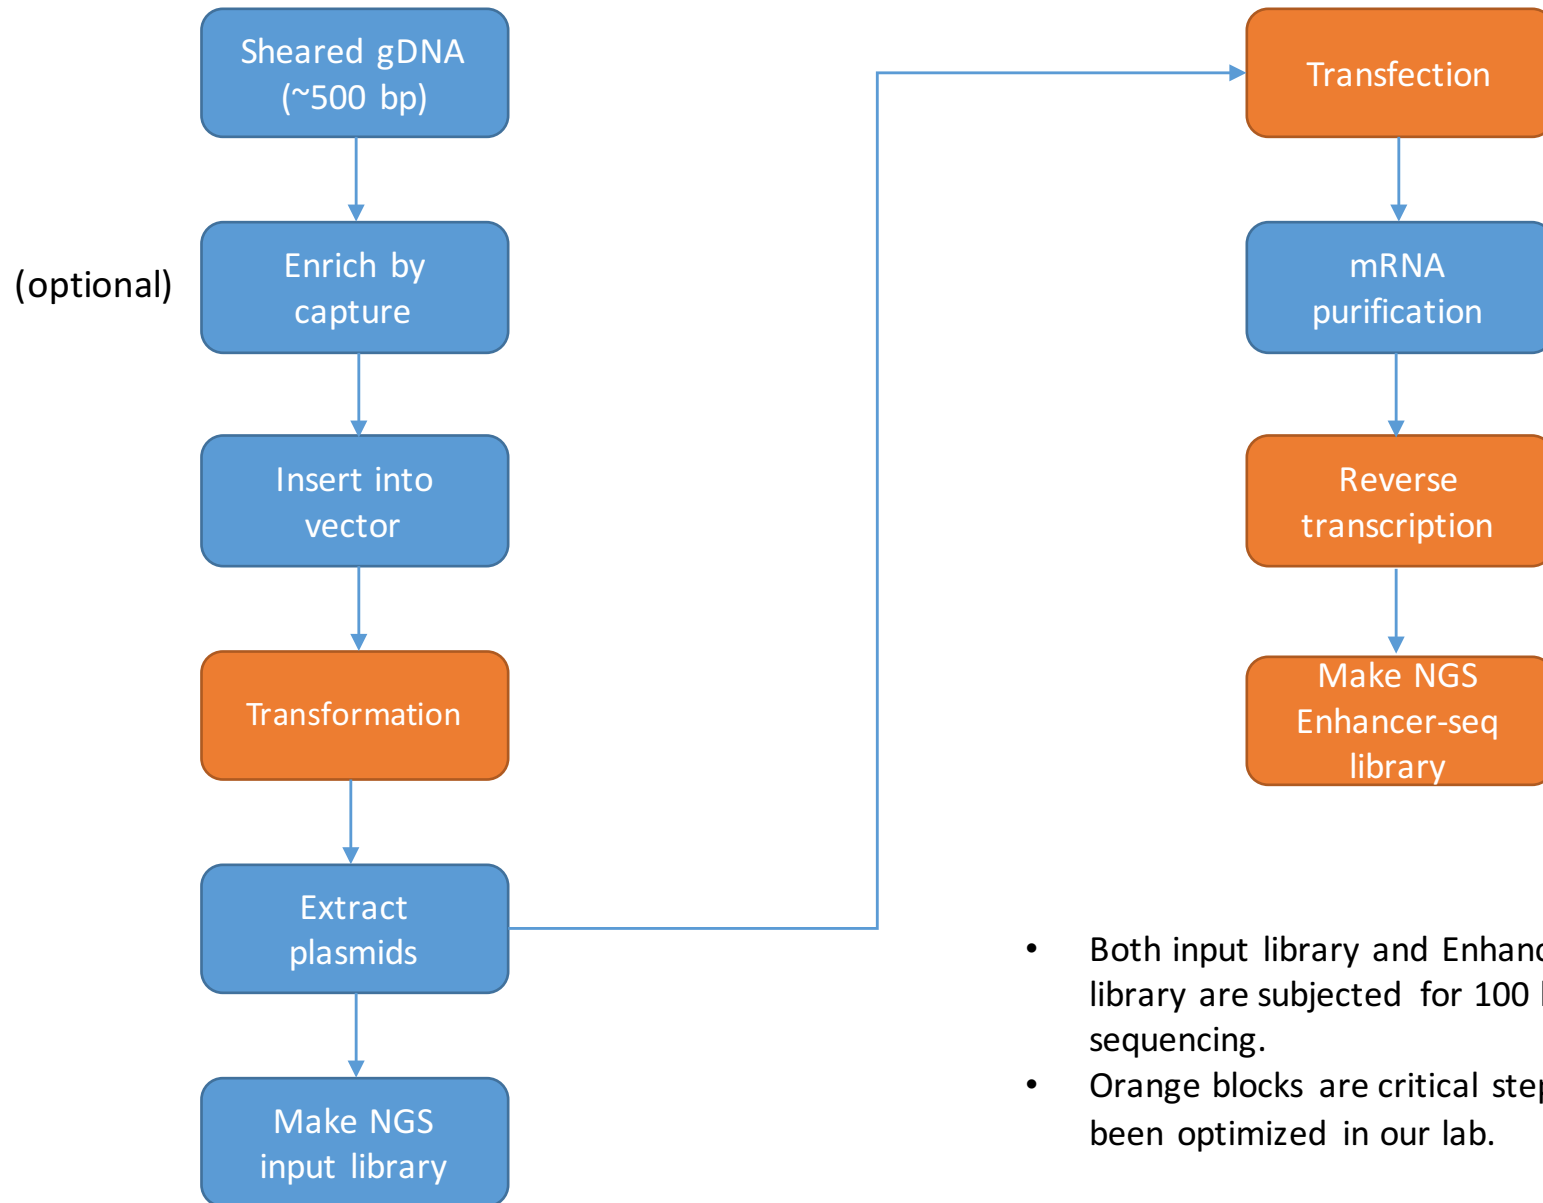 Sheared gDNA
(~500 bp)
(optional)
Enrich by
capture
Insert into
vector
Transformation
Extract
plasmids
Make NGS
input library
Transfection
mRNA
purification
Reverse
transcription
Make NGS
Enhancer-seq
library
• Both input library and
library are subjected for 100
sequencing.
• Orange blocks are critical
been optimized in our lab.